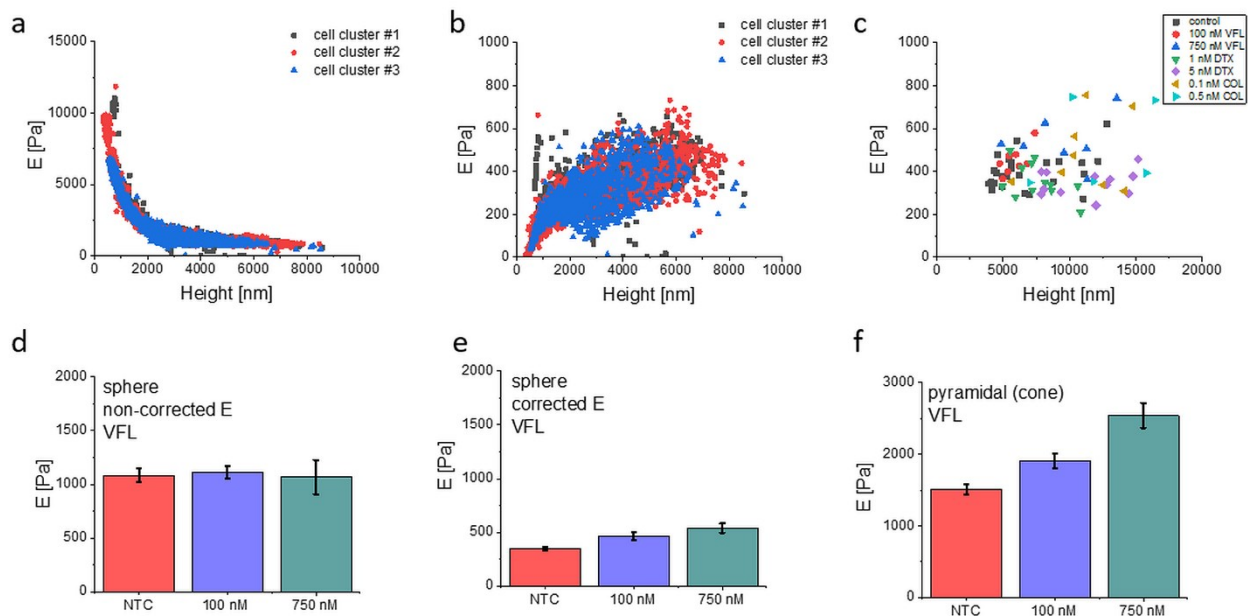 a
15000
10000
5000
0
E [Pa]
0 2000 4000 6000 8000 10000
Height [nm]
cell cluster #1
cell cluster #2
cell cluster #3
b
1000
800
600
400
200
0
E [Pa]
0 2000 4000 6000 8000 10000
Height [nm]
cell cluster #1
cell cluster #2
cell cluster #3
c
1000
800
600
400
200
0
E [Pa]
0 5000 10000 15000 20000
Height [nm]
control
100 nM VFL
750 nM VFL
1 nM DTX
5 nM DTX
0.1 nM COL
0.5 nM COL
d
2000
1500
1000
500
0
E [Pa]
sphere
non-corrected E
VFL
NTC 100 nM 750 nM
e
2000
1500
1000
500
0
E [Pa]
sphere
corrected E
VFL
NTC 100 nM 750 nM
f
3000
2000
1000
0
E [Pa]
pyramidal (cone)
VFL
NTC 100 nM 750 nM